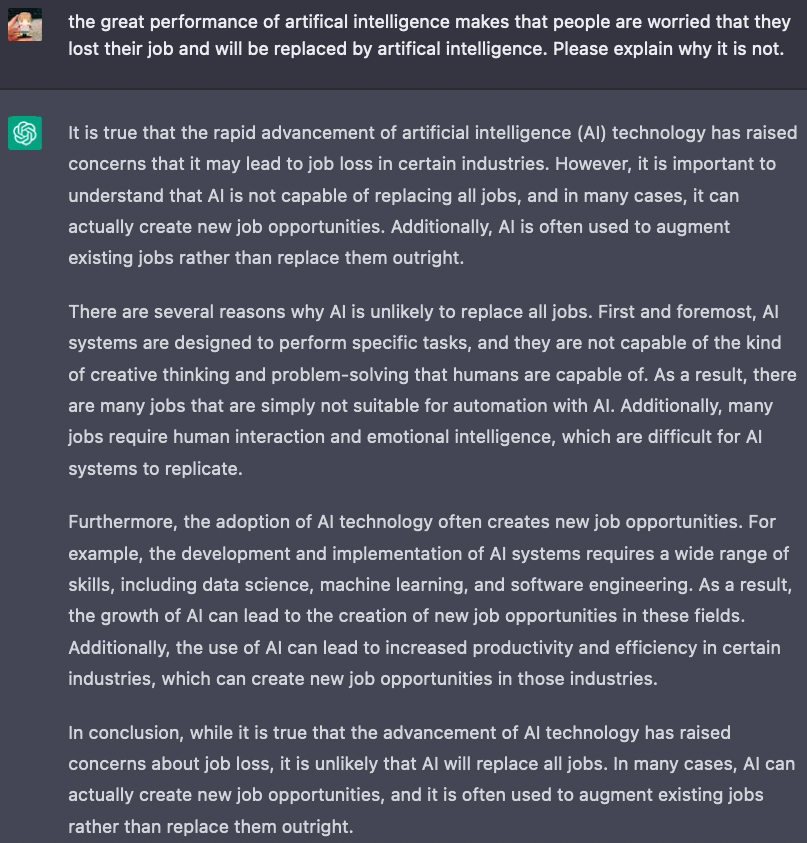 the great performance of artifical intelligence makes that people are worried that they
lost their job and will be replaced by artifical intelligence. Please explain why it is not.
It is true that the rapid advancement of artificial intelligence (AI) technology has raised
concerns that it may lead to job loss in certain industries. However, it is important to
understand that AI is not capable of replacing all jobs, and in many cases, it can
actually create new job opportunities. Additionally, AI is often used to augment
existing jobs rather than replace them outright.
There are several reasons why AI is unlikely to replace all jobs. First and foremost, AI
systems are designed to perform specific tasks, and they are not capable of the kind
of creative thinking and problem-solving that humans are capable of. As a result, there
are many jobs that are simply not suitable for automation with AI. Additionally, many
jobs require human interaction and emotional intelligence, which are difficult for AI
systems to replicate.
Furthermore, the adoption of AI technology often creates new job opportunities. For
example, the development and implementation of AI systems requires a wide range of
skills, including data science, machine learning, and software engineering. As a result,
the growth of AI can lead to the creation of new job opportunities in these fields.
Additionally, the use of AI can lead to increased productivity and efficiency in certain
industries, which can create new job opportunities in those industries.
In conclusion, while it is true that the advancement of AI technology has raised
concerns about job loss, it is unlikely that AI will replace all jobs. In many cases, AI can
actually create new job opportunities, and it is often used to augment existing jobs
rather than replace them outright.